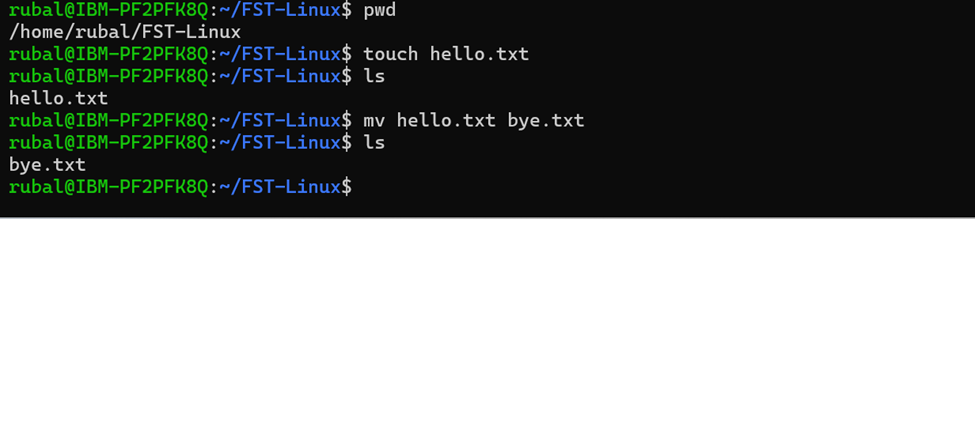 rubal@IBM-PF2PFK8Q:~/FST-Linux$ pwd
/home/rubal/FST-Linux
rubal@IBM-PF2PFK8Q:~/FST-Linux$ touch hello.txt
rubal@IBM-PF2PFK8Q:~/FST-Linux$ ls
hello.txt
rubal@IBM-PF2PFK8Q:~/FST-Linux$ mv hello.txt bye.txt
rubal@IBM-PF2PFK8Q:~/FST-Linux$ ls
bye.txt
rubal@IBM-PF2PFK8Q:~/FST-Linux$